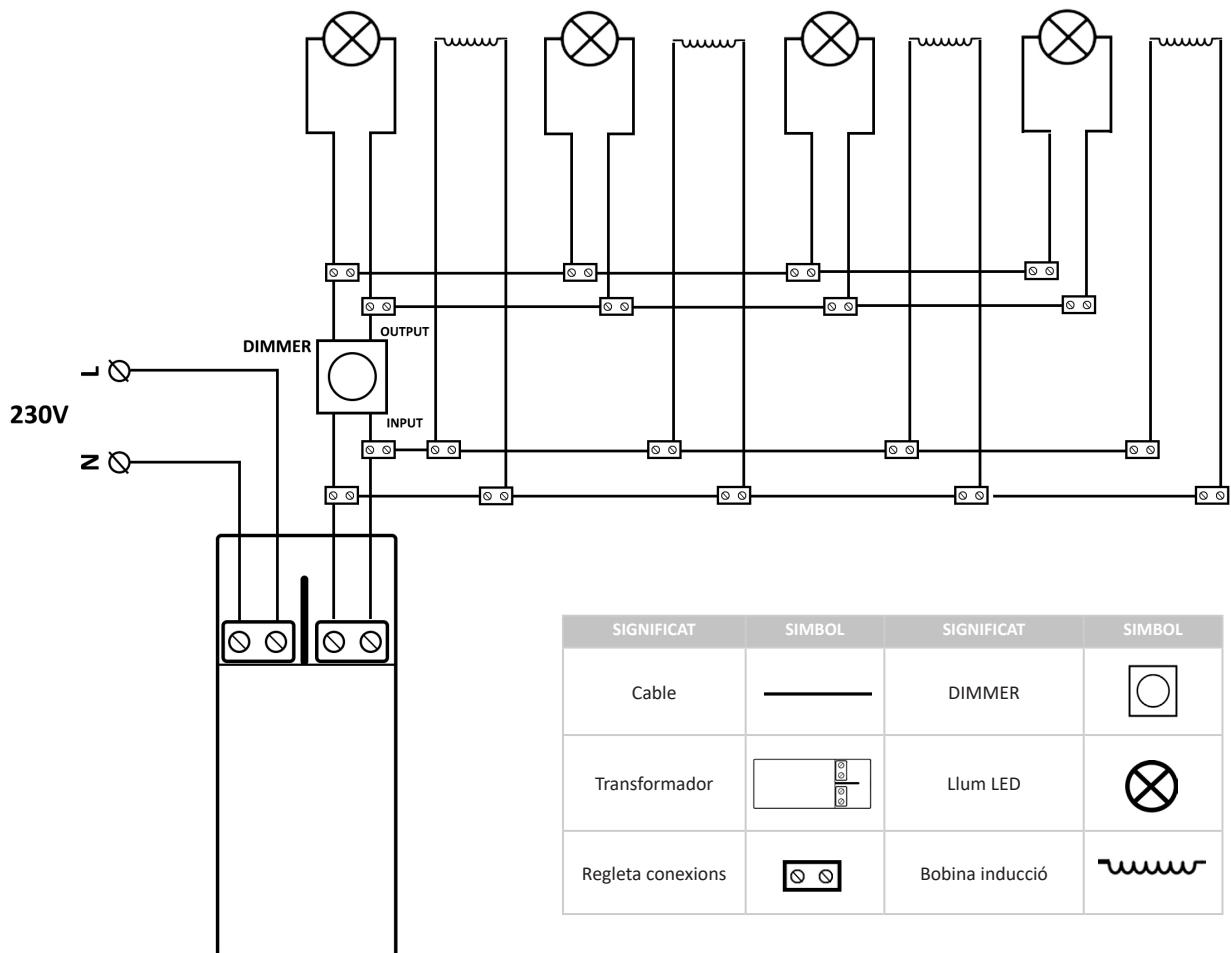 OUTPUT
DIMMER
L
230V
INPUT
N
SIGNIFICAT SIMBOL SIGNIFICAT SIMBOL
Cable DIMMER
Transformador Llum LED
Regleta conexions Bobina inducció